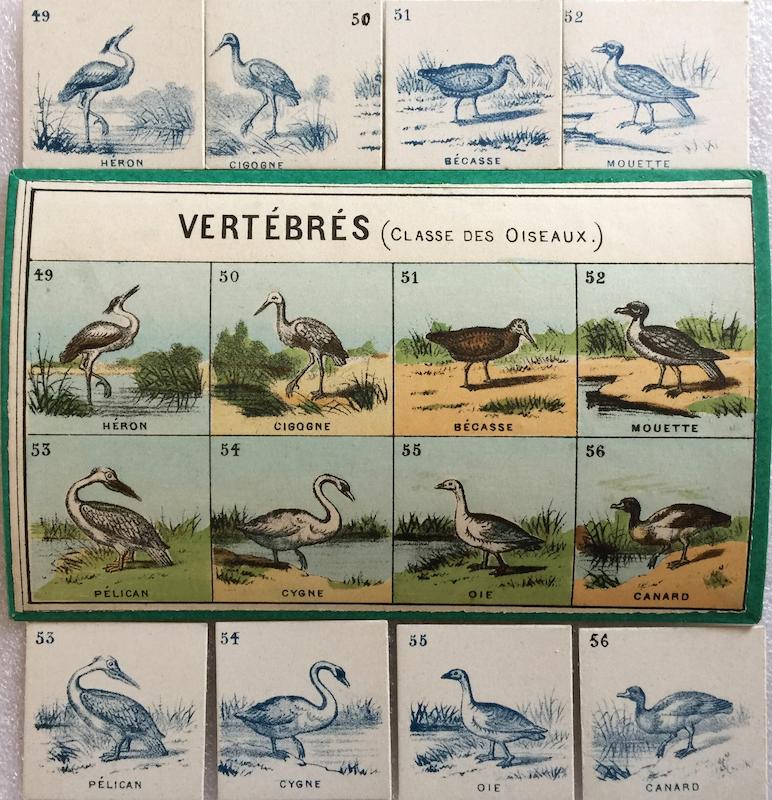 49
50
51
52
HÉRON
CIGOGNE
BÉCASSE
MOUETTE
VERTÉBRÉS (CLASSE DES OISEAUX.)
49
50
51
52
HÉRON
CIGOGNE
BÉCASSE
MOUETTE
53
54
55
56
PÉLICAN
CYGNE
OIE
CANARD
53
54
55
56
PÉLICAN
CYGNE
OIE
CANARD